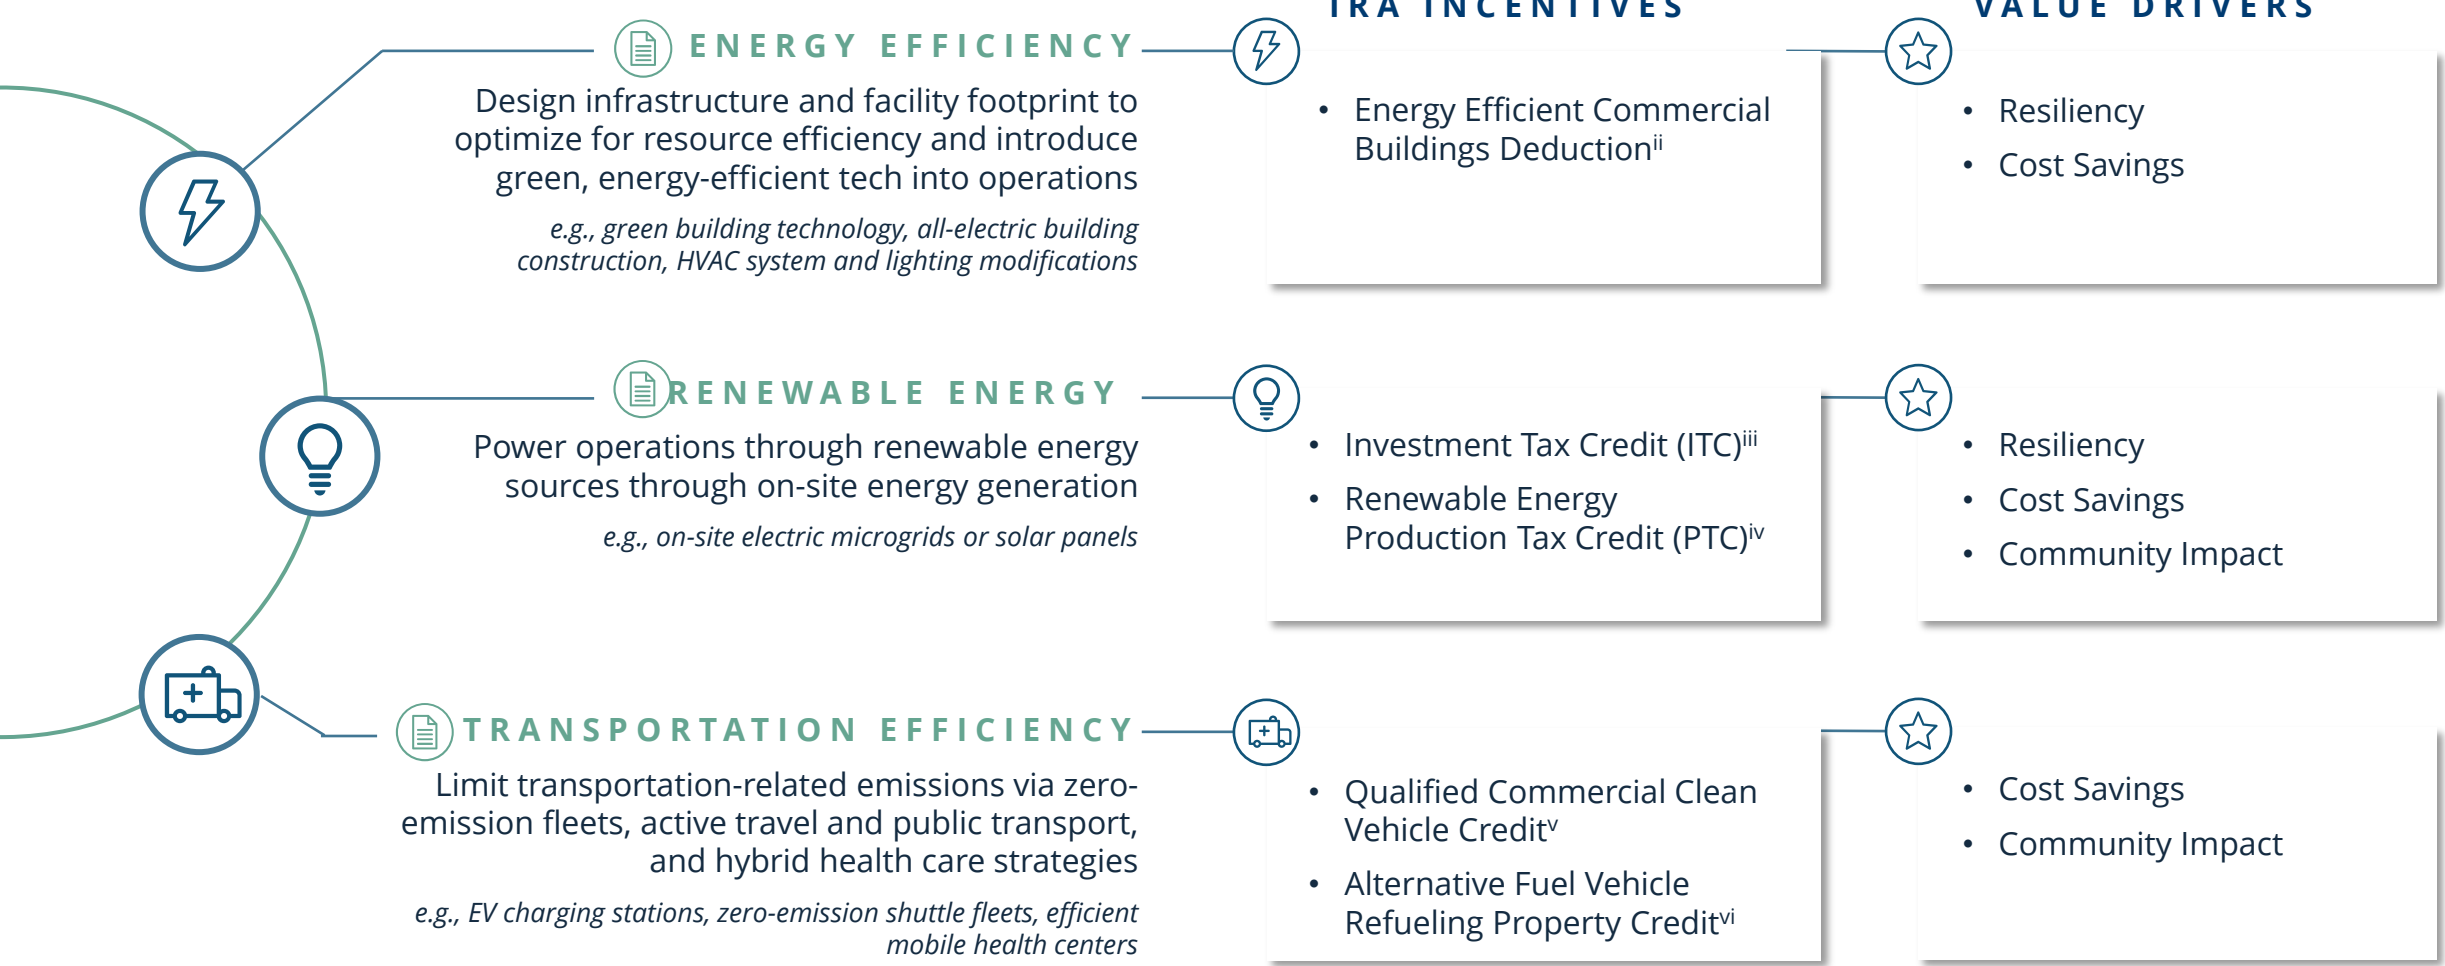 IRA INCENTIVES
VALUE DRIVERS
ENERGY EFFICIENCY
Design infrastructure and facility footprint to
optimize for resource efficiency and introduce
green, energy-efficient tech into operations
e.g., green building technology, all-electric building
construction, HVAC system and lighting modifications
• Energy Efficient Commercial
Buildings Deductionⁱⁱ
• Resiliency
• Cost Savings
RENEWABLE ENERGY
Power operations through renewable energy
sources through on-site energy generation
e.g., on-site electric microgrids or solar panels
• Investment Tax Credit (ITC)ⁱⁱⁱ
• Renewable Energy
Production Tax Credit (PTC)ⁱᵛ
• Resiliency
• Cost Savings
• Community Impact
TRANSPORTATION EFFICIENCY
Limit transportation-related emissions via zero-
emission fleets, active travel and public transport,
and hybrid health care strategies
e.g., EV charging stations, zero-emission shuttle fleets, efficient
mobile health centers
• Qualified Commercial Clean
Vehicle Creditᵛ
• Alternative Fuel Vehicle
Refueling Property Creditᵛⁱ
• Cost Savings
• Community Impact